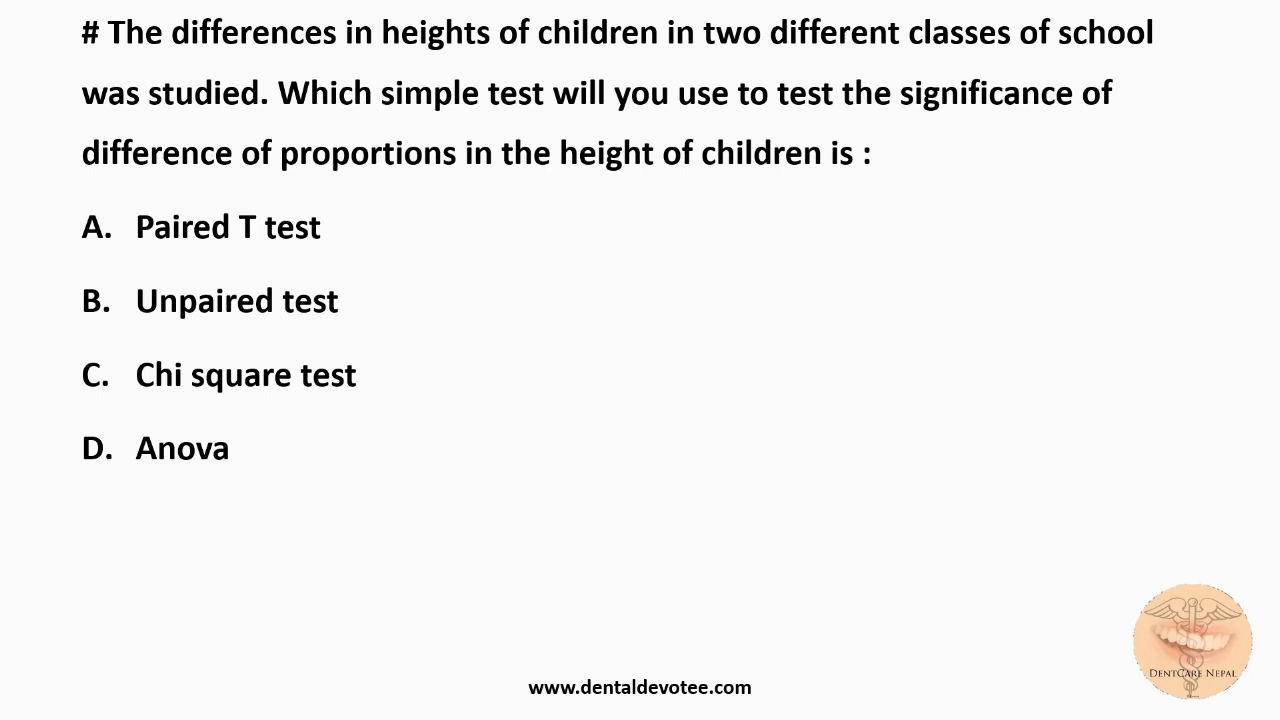 # The differences in heights of children in two different classes of school
was studied. Which simple test will you use to test the significance of
difference of proportions in the height of children is :
A. Paired T test
B. Unpaired test
C. Chi square test
D. Anova
DENTCARE NEPAL
www.dentaldevotee.com